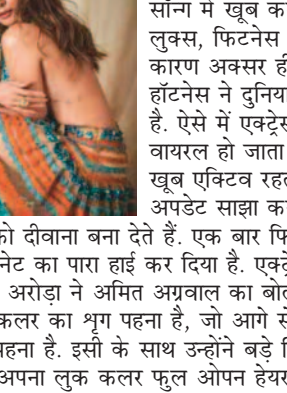 सॉन्ग में खूब क
लुक्स, फिटनेस
कारण अक्सर ही
हॉटनेस ने दुनिया
है. ऐसे में एक्ट्रेस
वायरल हो जाता
खूब एक्टिव रहत
अपडेट साझा क
को दीवाना बना देते हैं. एक बार फि
नेट का पारा हाई कर दिया है. एक्ट्रे
अरोड़ा ने अमित अग्रवाल का बोल
कलर का श्रृग पहना है, जो आगे से
पहना है. इसी के साथ उन्होंने बड़े
अपना लुक कलर फुल ओपन हेयर